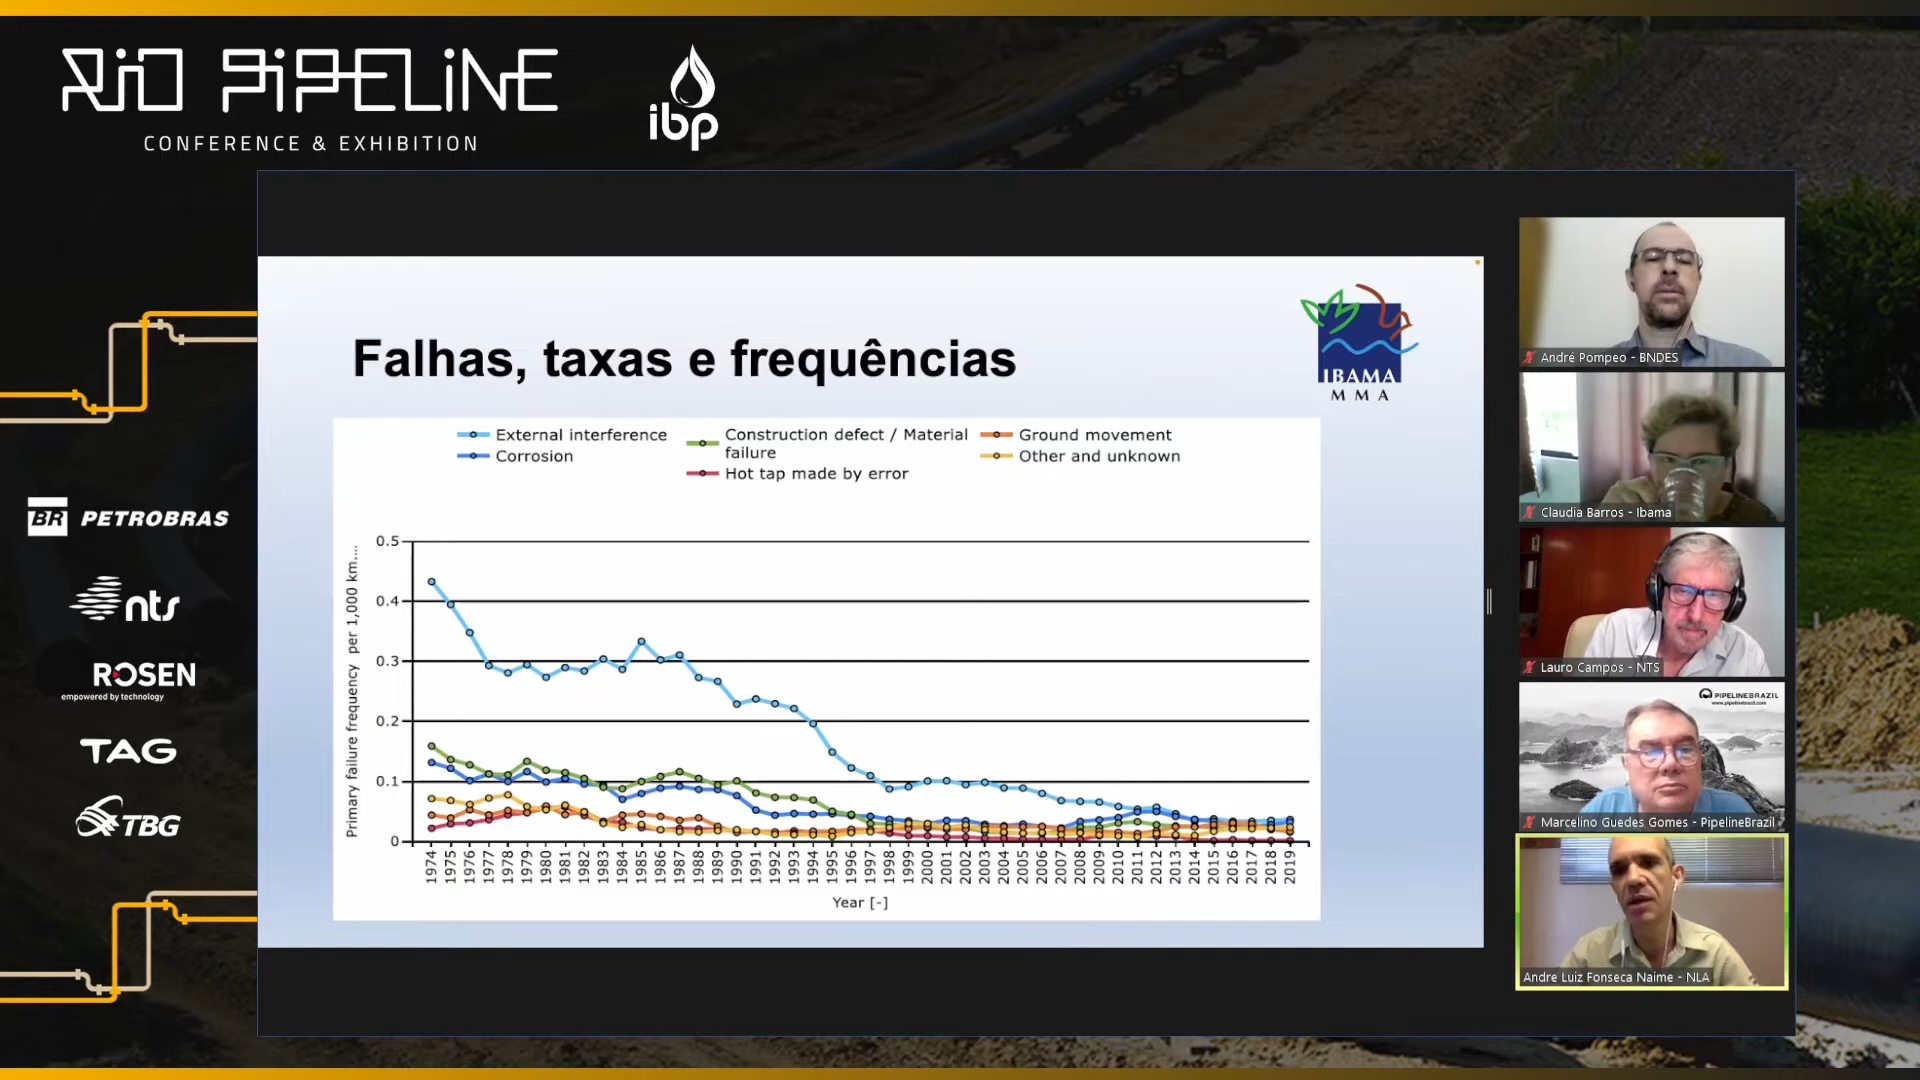 RiO PiPELiNE
CONFERENCE & EXHIBITION
ibp
BR PETROBRAS
nts
ROSEN
empowered by technology
TAG
TBG
Falhas, taxas e frequências
IBAMA
M M A
External interference
Corrosion
Construction defect / Material
failure
Hot tap made by error
Ground movement
Other and unknown
Primary failure frequency per 1,000 km....
0.5
0.4
0.3
0.2
0.1
0
1974 1975 1976 1977 1978 1979 1980 1981 1982 1983 1984 1985 1986 1987 1988 1989 1990 1991 1992 1993 1994 1995 1996 1997 1998 1999 2000 2001 2002 2003 2004 2005 2006 2007 2008 2009 2010 2011 2012 2013 2014 2015 2016 2017 2018 2019
Year [-]
André Pompeo - BNDES
Claudia Barros - Ibama
Lauro Campos - NTS
PIPELINEBRAZIL
www.pipelinebrazil.com
Marcelino Guedes Gomes - PipelineBrazil
Andre Luiz Fonseca Naime - NLA